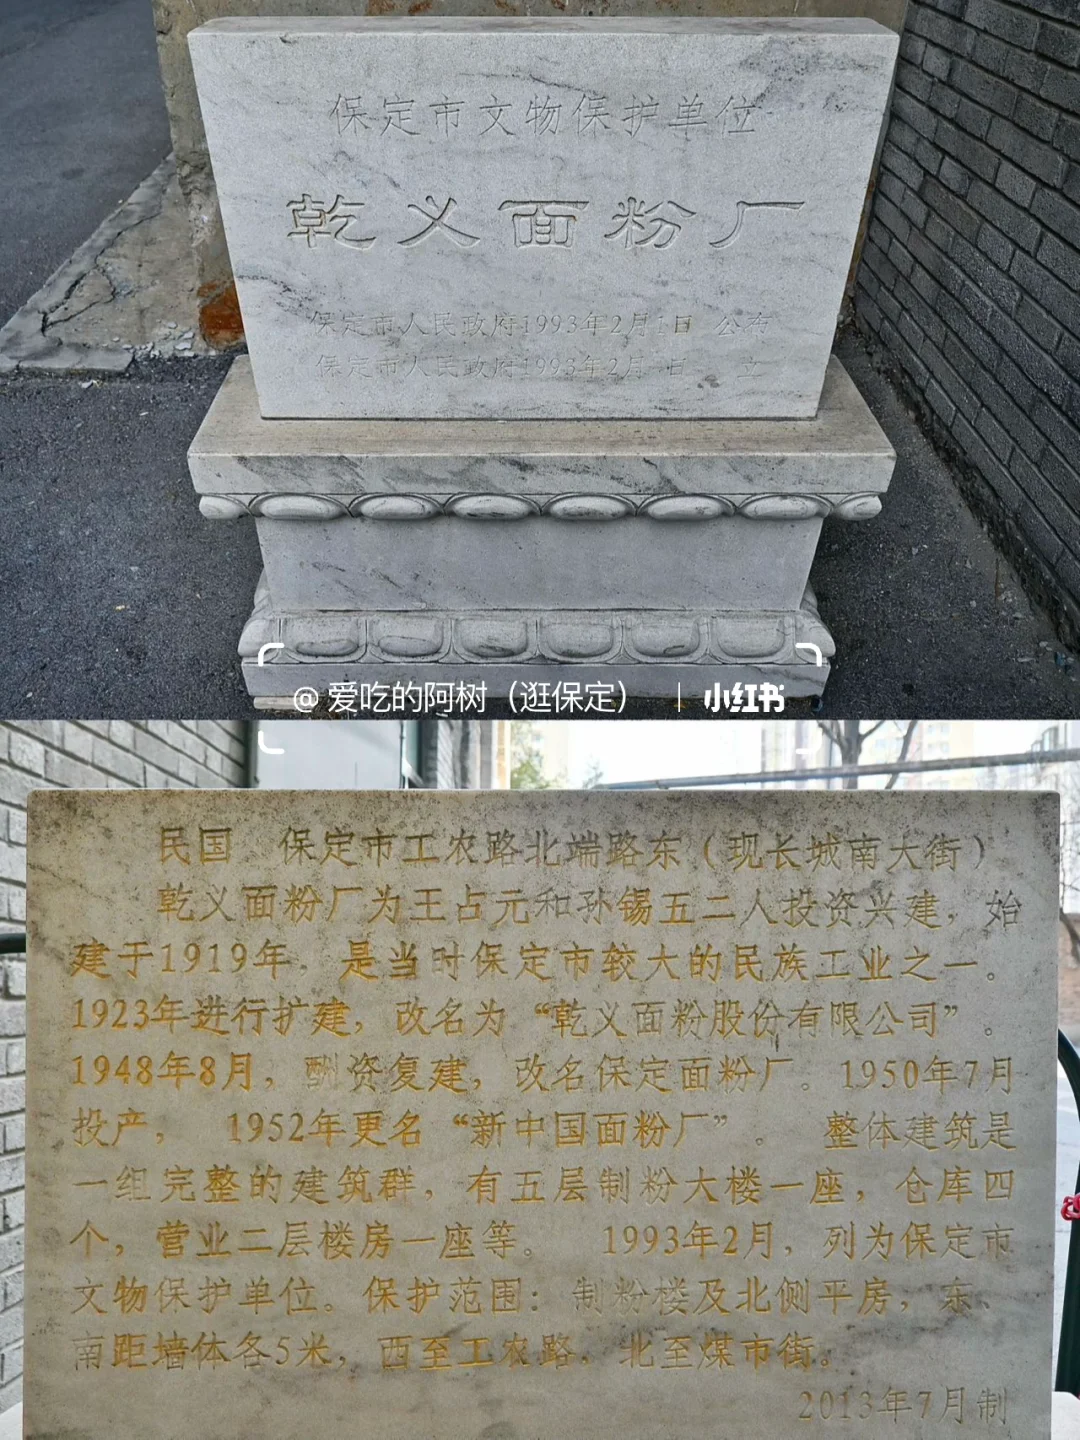 保定市文物保护单位
乾义面粉厂
保定市人民政府1993年2月1日 公布
保定市人民政府1993年2月 日 立
@爱吃的阿树（逛保定） | 小红书
民国 保定市工农路北端路东（现长城南大街）
乾义面粉厂为王占元和孙锡五二人投资兴建，始
建于1919年。是当时保定市较大的民族工业之一。
1923年进行扩建，改名为“乾义面粉股份有限公司”。
1948年8月，酬资复建，改名保定面粉厂。1950年7月
投产， 1952年更名“新中国面粉厂”。 整体建筑是
一组完整的建筑群，有五层制粉大楼一座，仓库四
个，营业二层楼房一座等。 1993年2月，列为保定市
文物保护单位。保护范围：制粉楼及北侧平房，东、
南距墙体各5米，西至工农路，北至煤市街。
2013年7月制